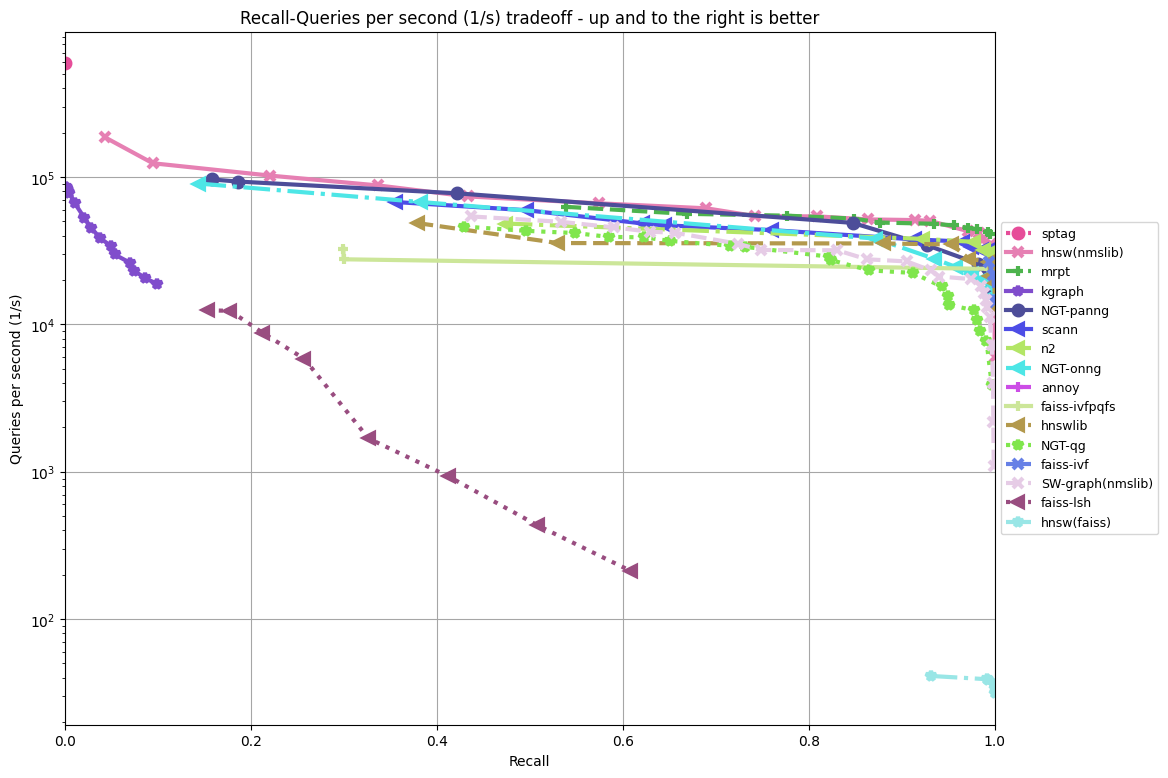 Recall-Queries per second (1/s) tradeoff - up and to the right is better
Queries per second (1/s)
10^5
10^4
10^3
10^2
0.0 0.2 0.4 0.6 0.8 1.0
Recall
sptag
hnsw(nmslib)
mrpt
kgraph
NGT-panng
scann
n2
NGT-onng
annoy
faiss-ivfpqfs
hnswlib
NGT-qg
faiss-ivf
SW-graph(nmslib)
faiss-lsh
hnsw(faiss)